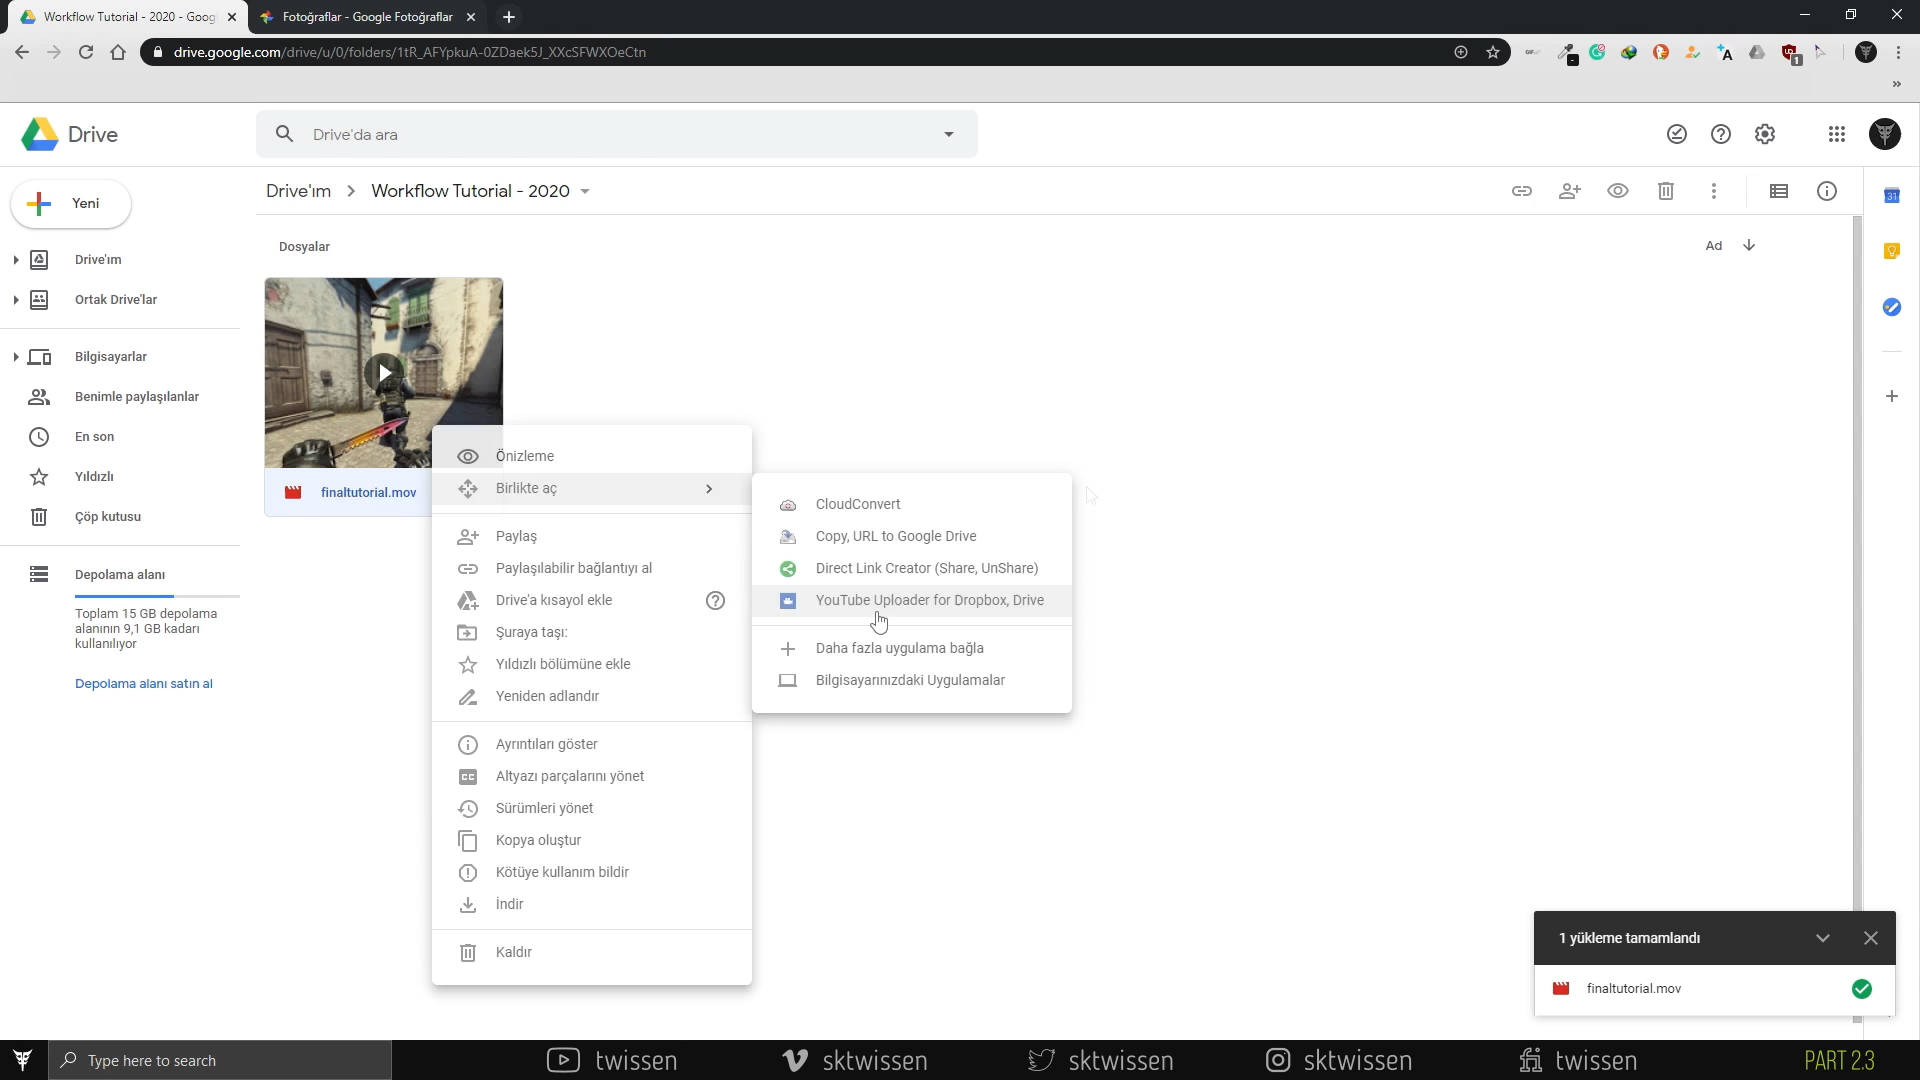 Workflow Tutorial - 2020 - Goog
Fotoğraflar - Google Fotoğraflar
drive.google.com/drive/u/0/folders/1tR_AFYpkuA-0ZDaek5J_XXcSFWXOeCtn
Drive
Drive'da ara
Yeni
Drive'ım
Ortak Drive'lar
Bilgisayarlar
Benimle paylaşılanlar
En son
Yıldızlı
Çöp kutusu
Depolama alanı
Toplam 15 GB depolama
alanının 9,1 GB kadarı
kullanılıyor
Depolama alanı satın al
Drive'ım > Workflow Tutorial - 2020
Dosyalar
Ad
finaltutorial.mov
Önizleme
Birlikte aç
Paylaş
Paylaşılabilir bağlantıyı al
Drive'a kısayol ekle
Şuraya taşı:
Yıldızlı bölümüne ekle
Yeniden adlandır
Ayrıntıları göster
Altyazı parçalarını yönet
Sürümleri yönet
Kopya oluştur
Kötüye kullanım bildir
İndir
Kaldır
CloudConvert
Copy, URL to Google Drive
Direct Link Creator (Share, UnShare)
YouTube Uploader for Dropbox, Drive
Daha fazla uygulama bağla
Bilgisayarınızdaki Uygulamalar
31
1 yükleme tamamlandı
finaltutorial.mov
Type here to search
twissen
sktwissen
sktwissen
sktwissen
twissen
PART 2.3